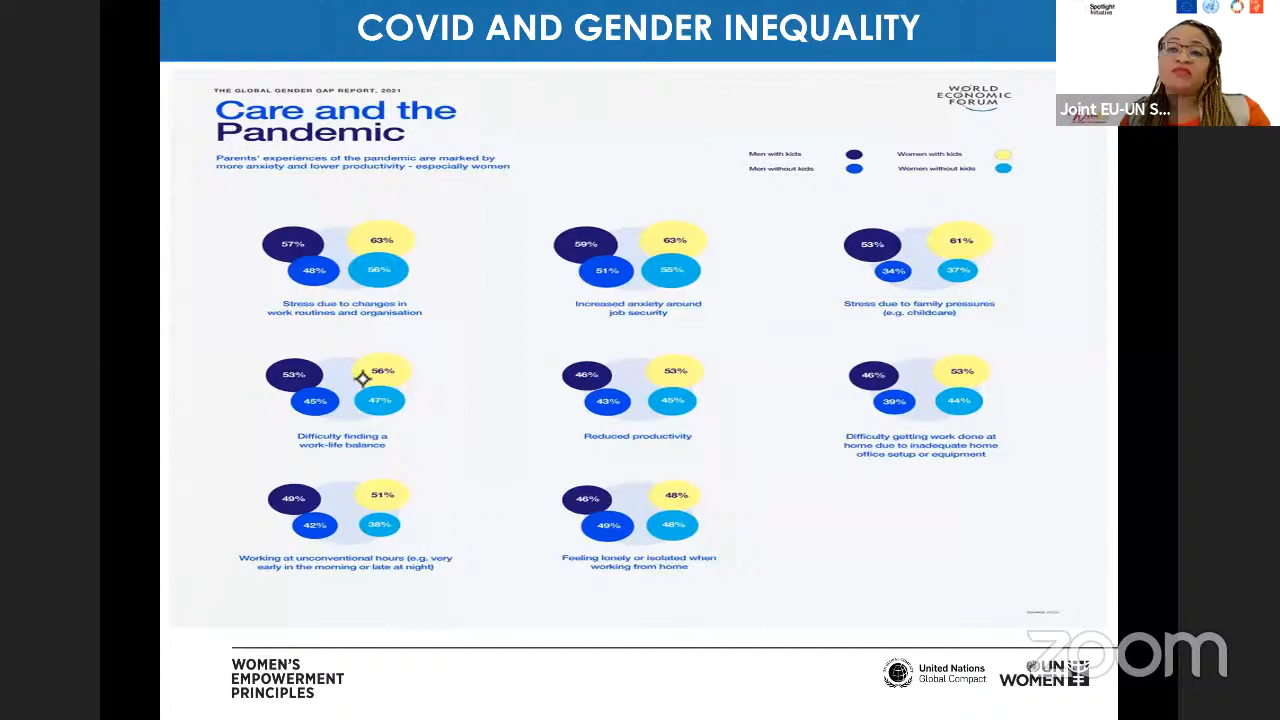 COVID AND GENDER INEQUALITY
Spotlight
Initiative
Joint EU-UN S...
THE GLOBAL GENDER GAP REPORT, 2021
Care and the
Pandemic
Parents' experiences of the pandemic are marked by
more anxiety and lower productivity - especially women
WORLD
ECONOMIC
FORUM
Men with kids
Women with kids
Men without kids
Women without kids
57%
63%
48%
56%
Stress due to changes in
work routines and organisation
59%
63%
51%
55%
Increased anxiety around
job security
53%
61%
34%
37%
Stress due to family pressures
(e.g. childcare)
53%
56%
45%
47%
Difficulty finding a
work-life balance
46%
53%
43%
45%
Reduced productivity
46%
53%
39%
44%
Difficulty getting work done at
home due to inadequate home
office setup or equipment
49%
51%
42%
38%
Working at unconventional hours (e.g. very
early in the morning or late at night)
46%
48%
49%
48%
Feeling lonely or isolated when
working from home
WOMEN'S
EMPOWERMENT
PRINCIPLES
United Nations
Global Compact
UN
WOMEN
zoom